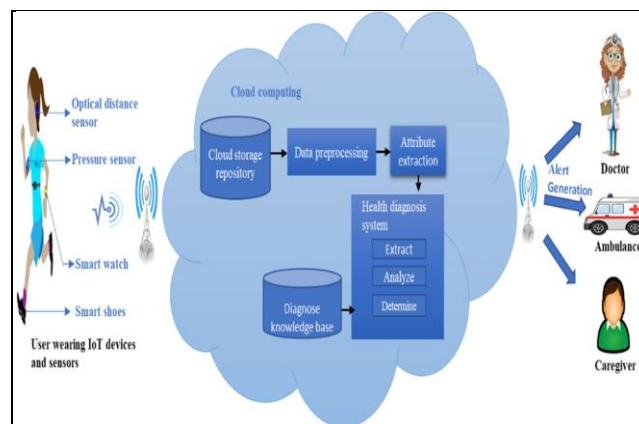 Optical distance
sensor
Pressure sensor
Smart watch
Smart shoes
User wearing IoT devices
and sensors
Cloud computing
Cloud storage
repository
Data preprocessing
Attribute
extraction
Health diagnosis
system
Extract
Analyze
Determine
Diagnose
knowledge base
Alert
Generation
Doctor
Ambulance
Caregiver